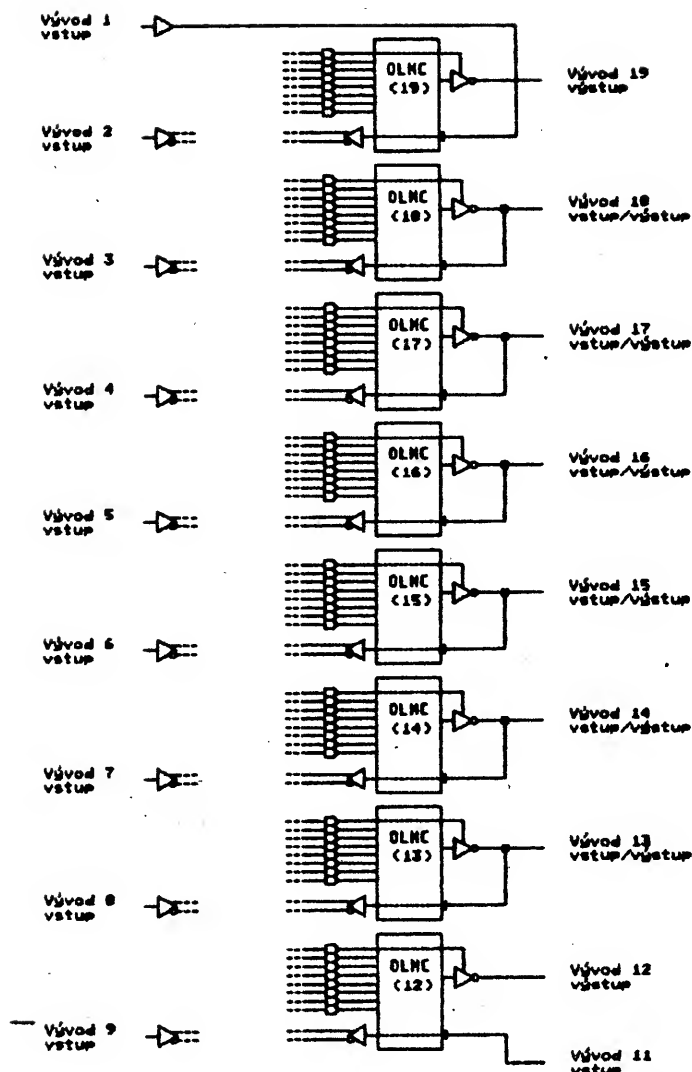 Vývod 1
vstup
OLMC
(19)
Vývod 19
výstup
Vývod 2
vstup
OLMC
(18)
Vývod 18
vstup/výstup
Vývod 3
vstup
OLMC
(17)
Vývod 17
vstup/výstup
Vývod 4
vstup
OLMC
(16)
Vývod 16
vstup/výstup
Vývod 5
vstup
OLMC
(15)
Vývod 15
vstup/výstup
Vývod 6
vstup
OLMC
(14)
Vývod 14
vstup/výstup
Vývod 7
vstup
OLMC
(13)
Vývod 13
vstup/výstup
Vývod 8
vstup
OLMC
(12)
Vývod 12
výstup
Vývod 9
vstup
Vývod 11
vstup